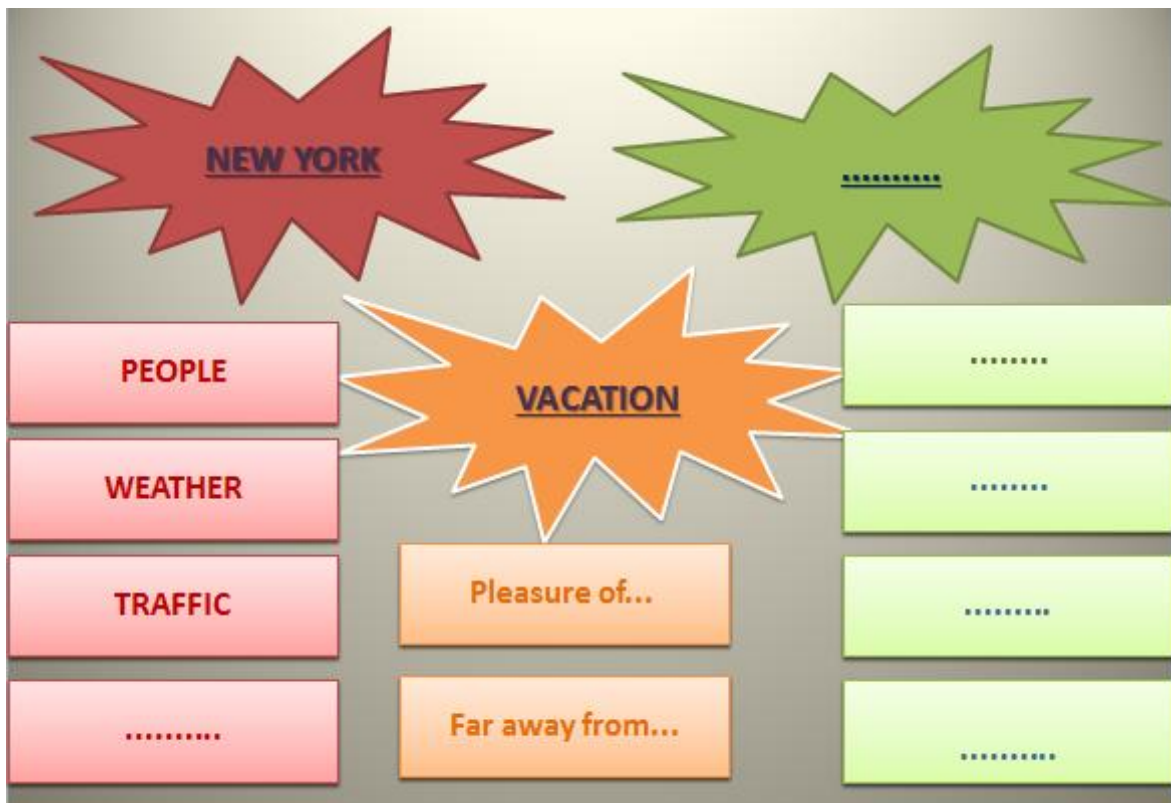 NEW YORK
..........
PEOPLE
WEATHER
TRAFFIC
..........
VACATION
Pleasure of...
Far away from...
........
........
.........
..........